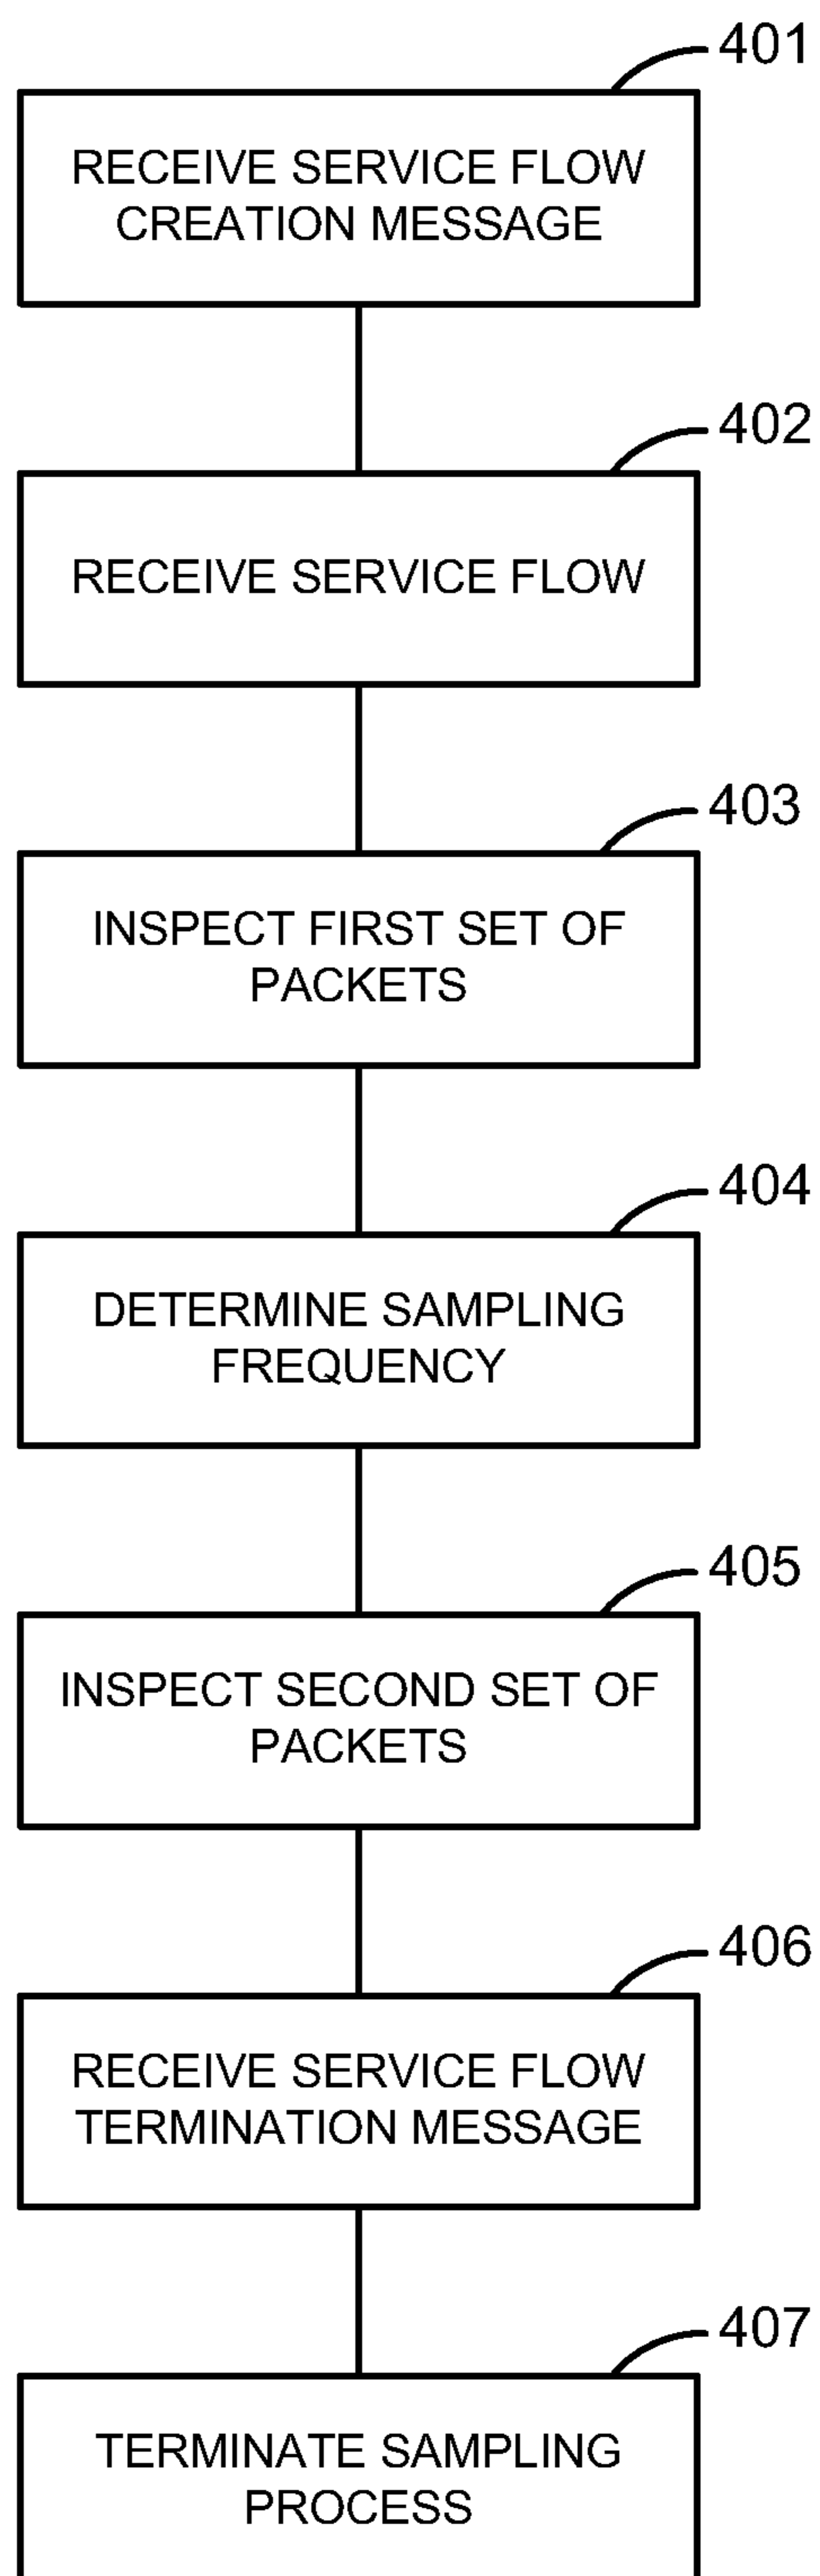 401
RECEIVE SERVICE FLOW
CREATION MESSAGE
402
RECEIVE SERVICE FLOW
403
INSPECT FIRST SET OF
PACKETS
404
DETERMINE SAMPLING
FREQUENCY
405
INSPECT SECOND SET OF
PACKETS
406
RECEIVE SERVICE FLOW
TERMINATION MESSAGE
407
TERMINATE SAMPLING
PROCESS